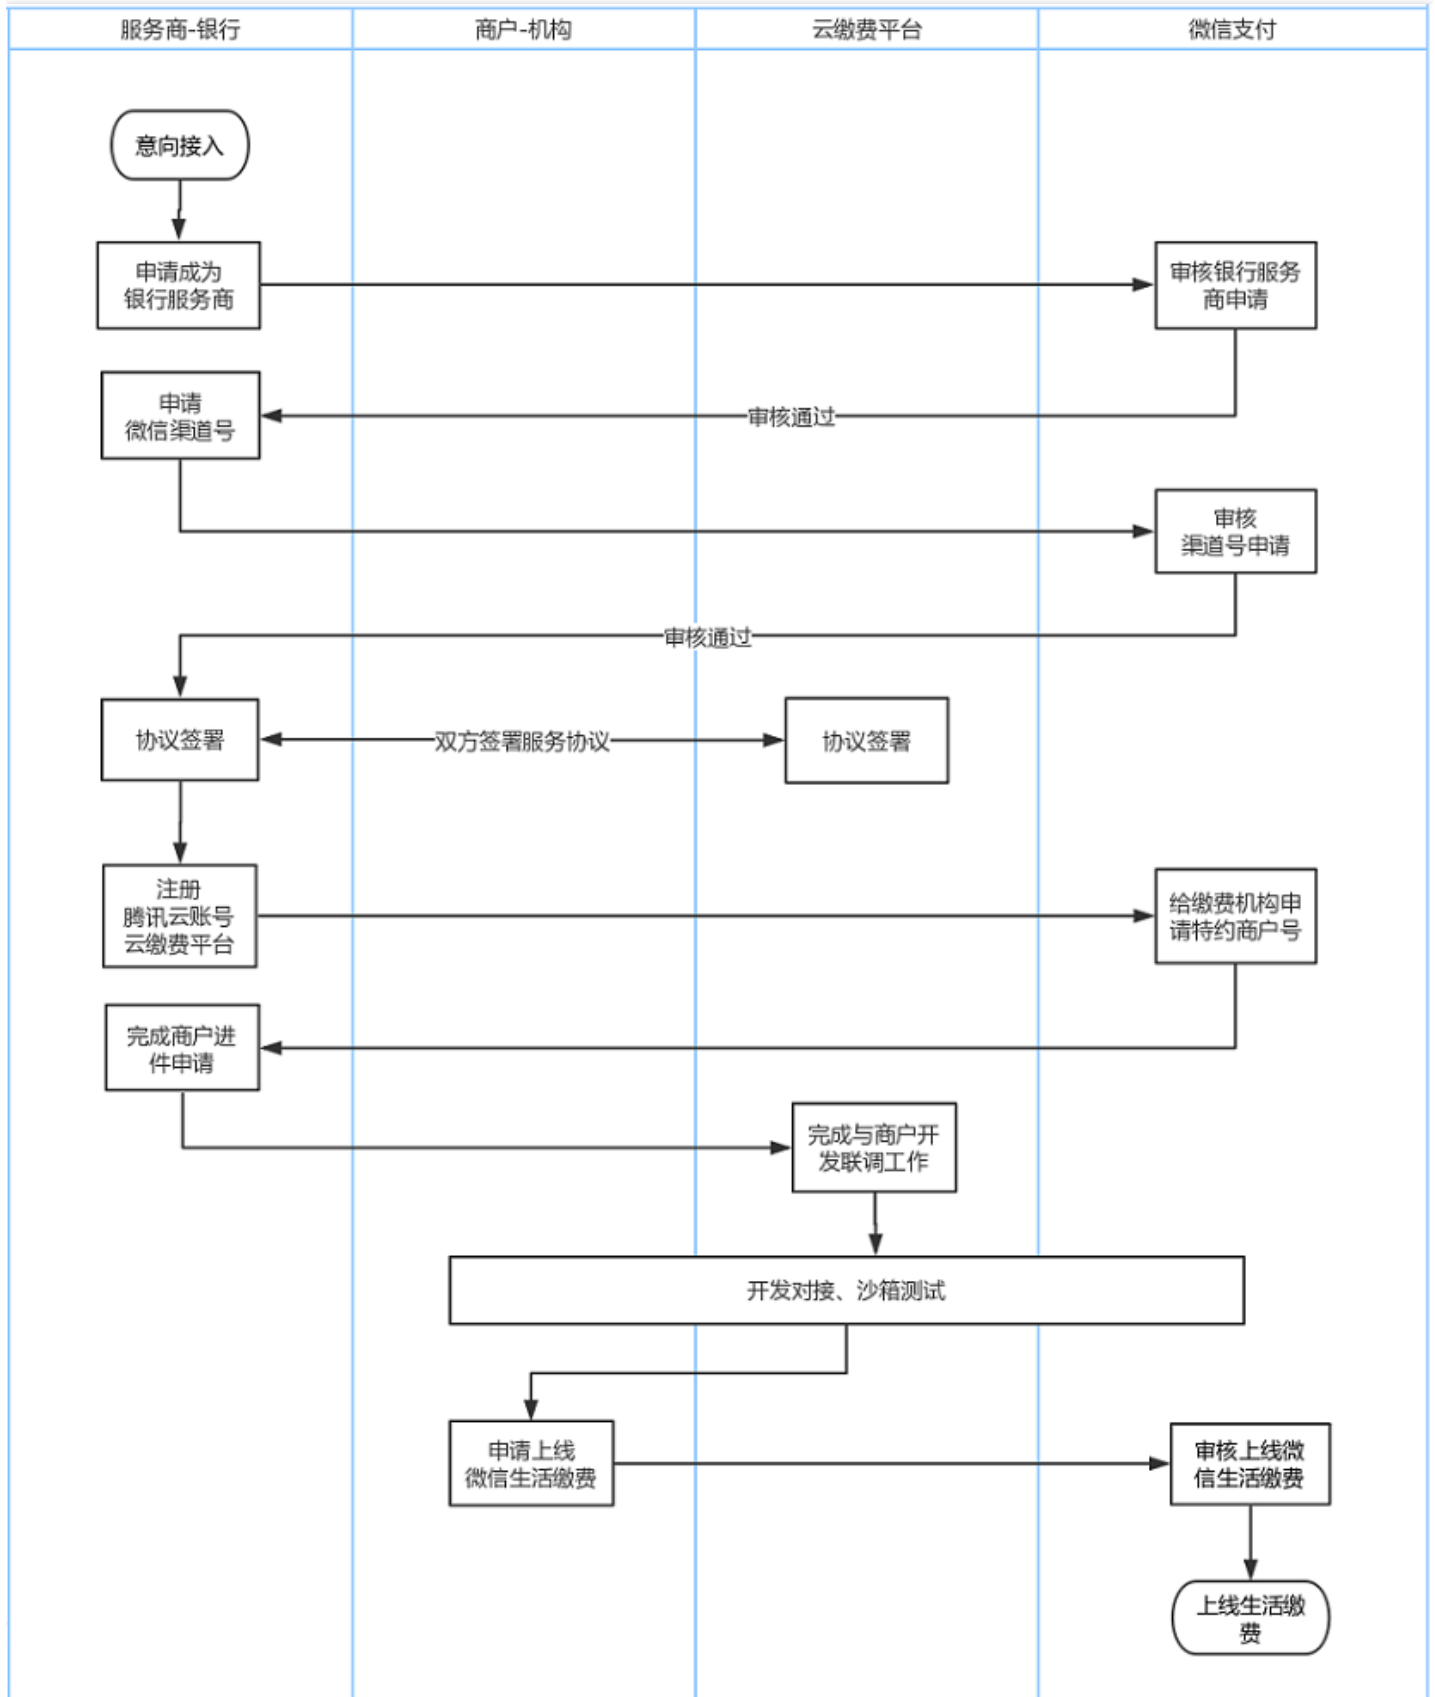 服务商-银行
商户-机构
云缴费平台
微信支付
意向接入
申请成为
银行服务商
审核银行服务
商申请
申请
微信渠道号
审核通过
审核
渠道号申请
审核通过
协议签署
双方签署服务协议
协议签署
注册
腾讯云账号
云缴费平台
给缴费机构申
请特约商户号
完成商户进
件申请
完成与商户开
发联调工作
开发对接、沙箱测试
申请上线
微信生活缴费
审核上线微
信生活缴费
上线生活缴
费